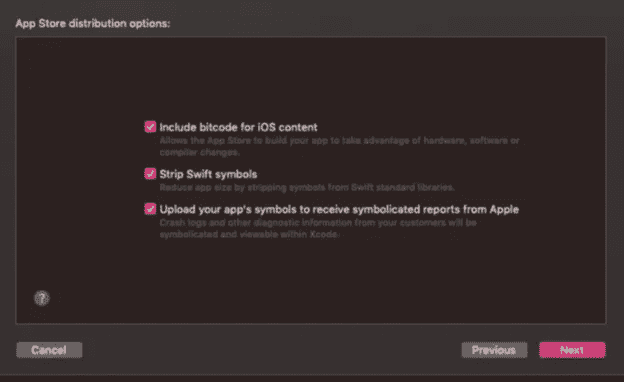 App Store distribution options:
Include bitcode for iOS content
Allows the App Store to build your app to take advantage of hardware, software or
compiler changes.
Strip Swift symbols
Reduce app size by stripping symbols from Swift standard libraries.
Upload your app's symbols to receive symbolicated reports from Apple
Crash logs and other diagnostic information from your customers will be
symbolicated and viewable within Xcode.
?
Cancel
Previous
Next